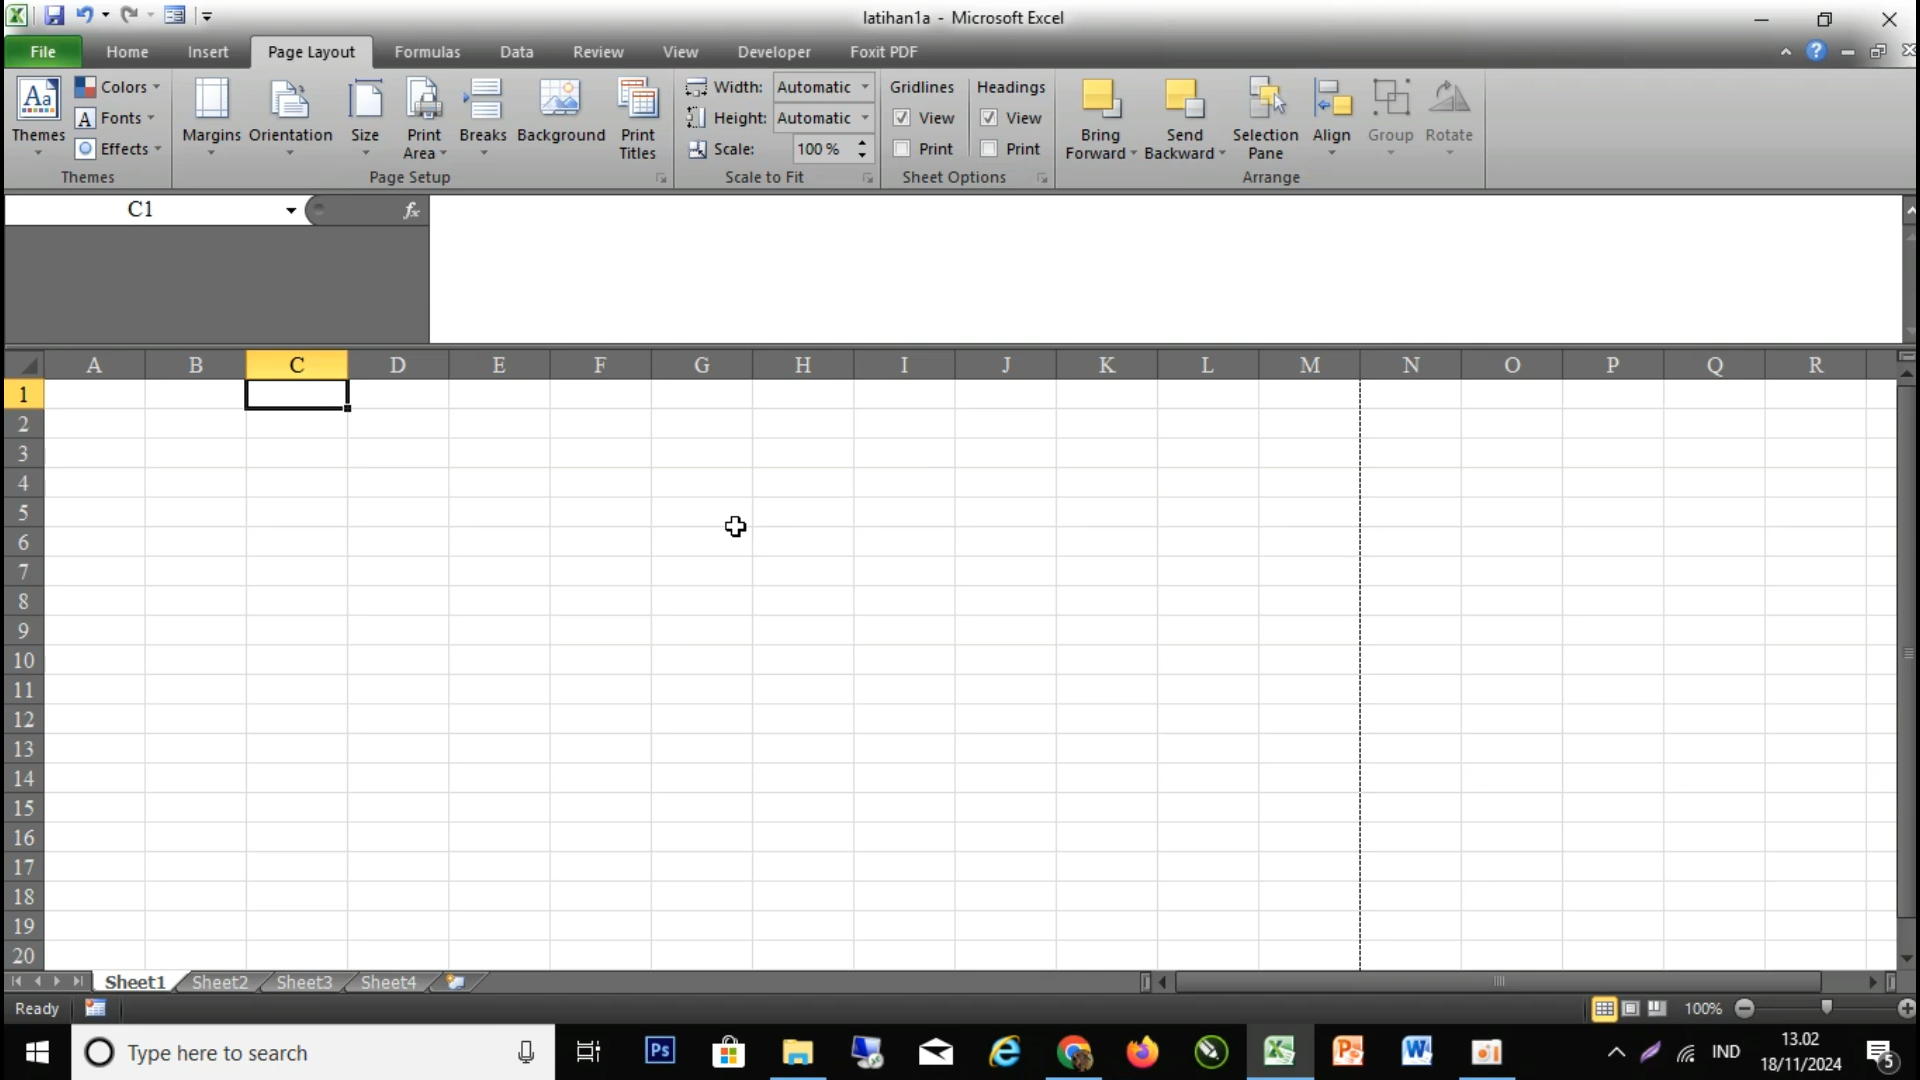 latihan1a - Microsoft Excel
File Home Insert Page Layout Formulas Data Review View Developer Foxit PDF
Themes
Colors
Fonts
Effects
Themes
Margins
Orientation
Size
Print Area
Breaks
Background
Print Titles
Page Setup
Width: Automatic
Height: Automatic
Scale: 100 %
Scale to Fit
Gridlines Headings
View View
Print Print
Sheet Options
Bring Forward
Send Backward
Selection Pane
Align
Group
Rotate
Arrange
C1 fx
A B C D E F G H I J K L M N O P Q R
1
2
3
4
5
6
7
8
9
10
11
12
13
14
15
16
17
18
19
20
Sheet1 Sheet2 Sheet3 Sheet4
Ready 100%
Type here to search
Ps
IND
13.02
18/11/2024
5